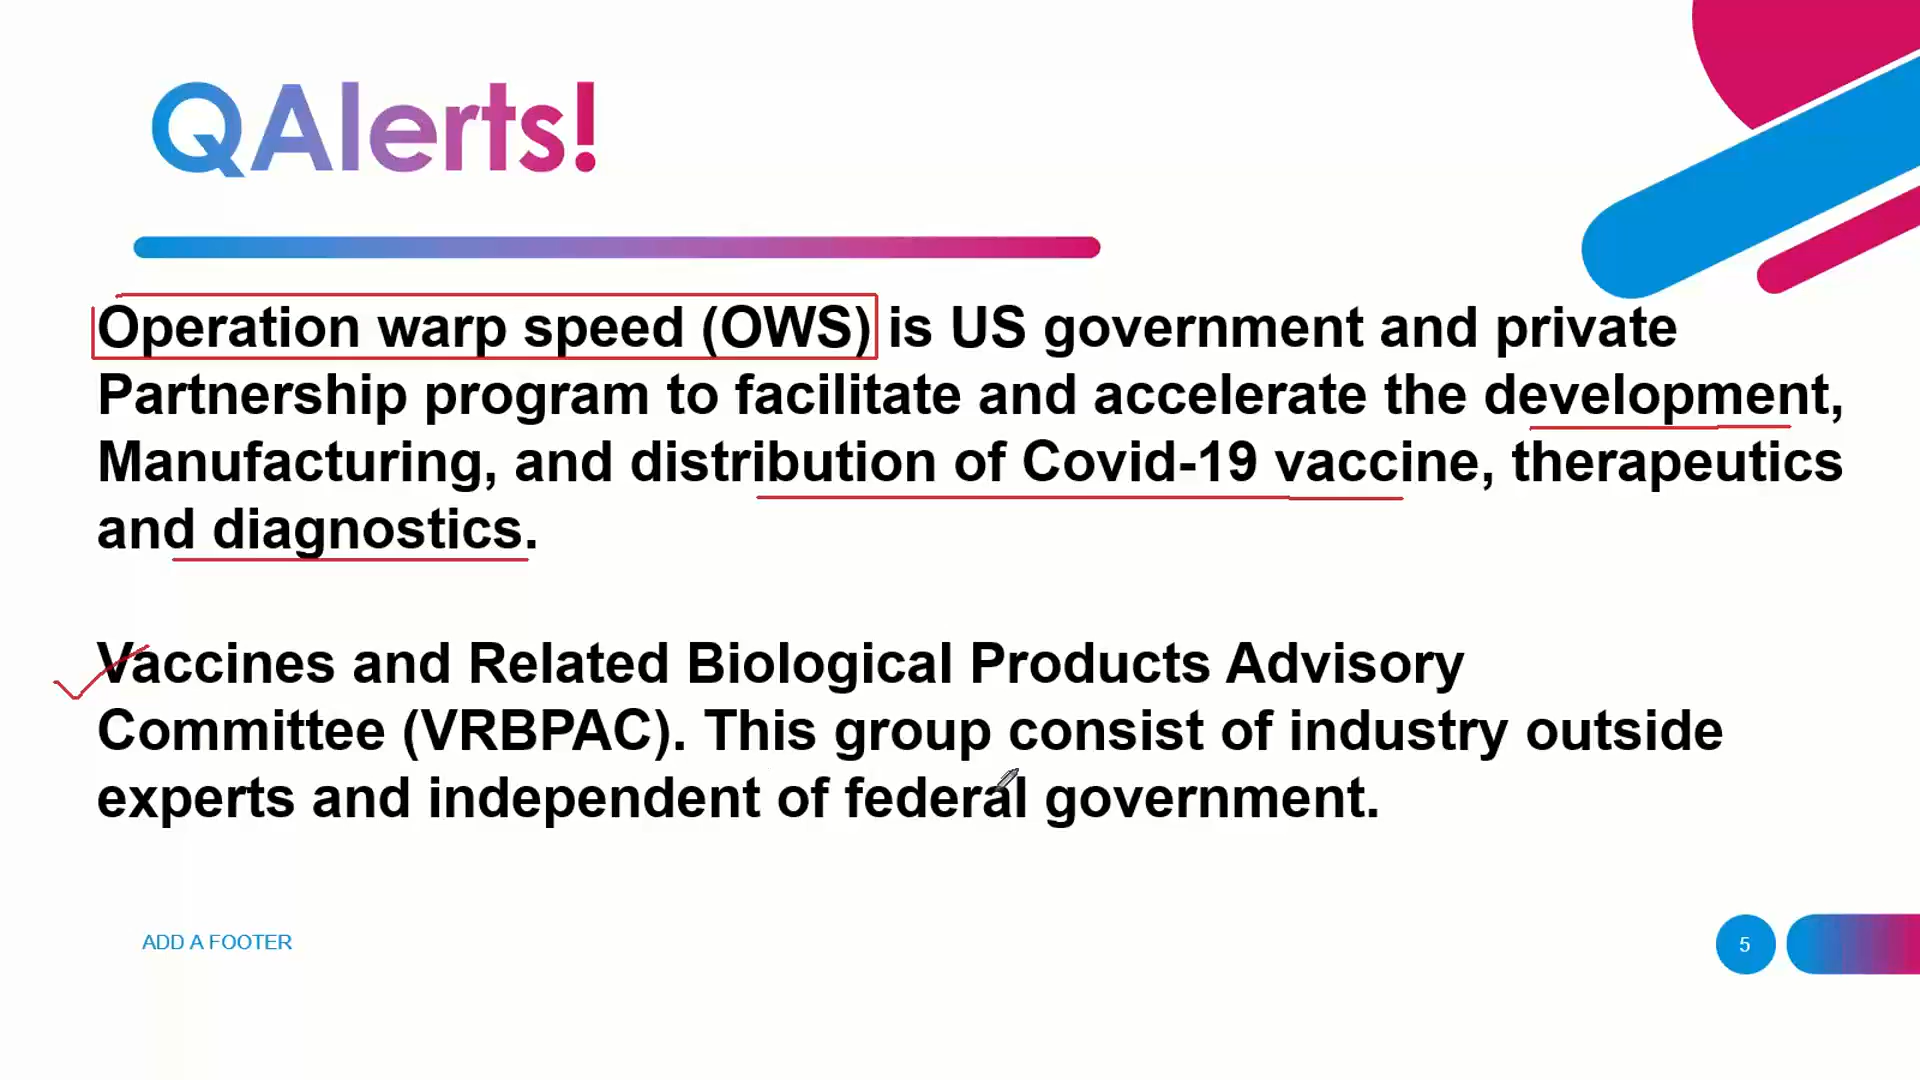 QAlerts!
Operation warp speed (OWS) is US government and private
Partnership program to facilitate and accelerate the development,
Manufacturing, and distribution of Covid-19 vaccine, therapeutics
and diagnostics.
Vaccines and Related Biological Products Advisory
Committee (VRBPAC). This group consist of industry outside
experts and independent of federal government.
ADD A FOOTER
5